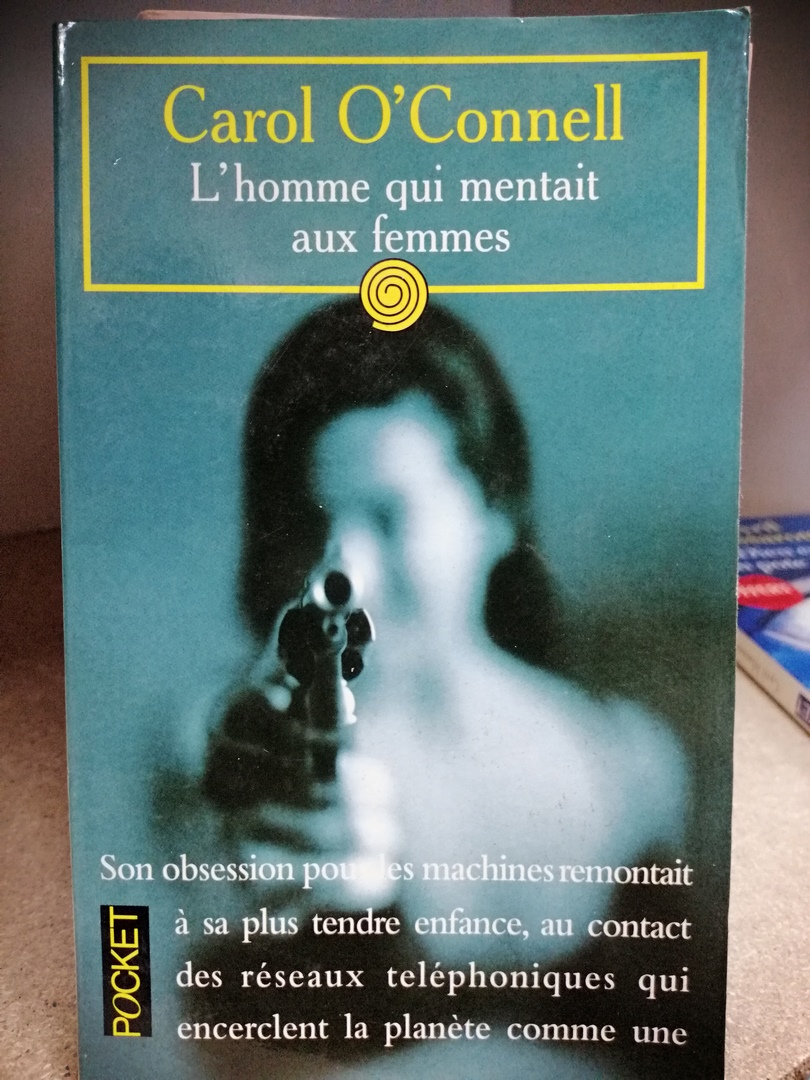 Carol O'Connell
L'homme qui mentait
aux femmes
Son obsession pour les machines remontait
à sa plus tendre enfance, au contact
des réseaux teléphoniques qui
encerclent la planète comme une
POCKET